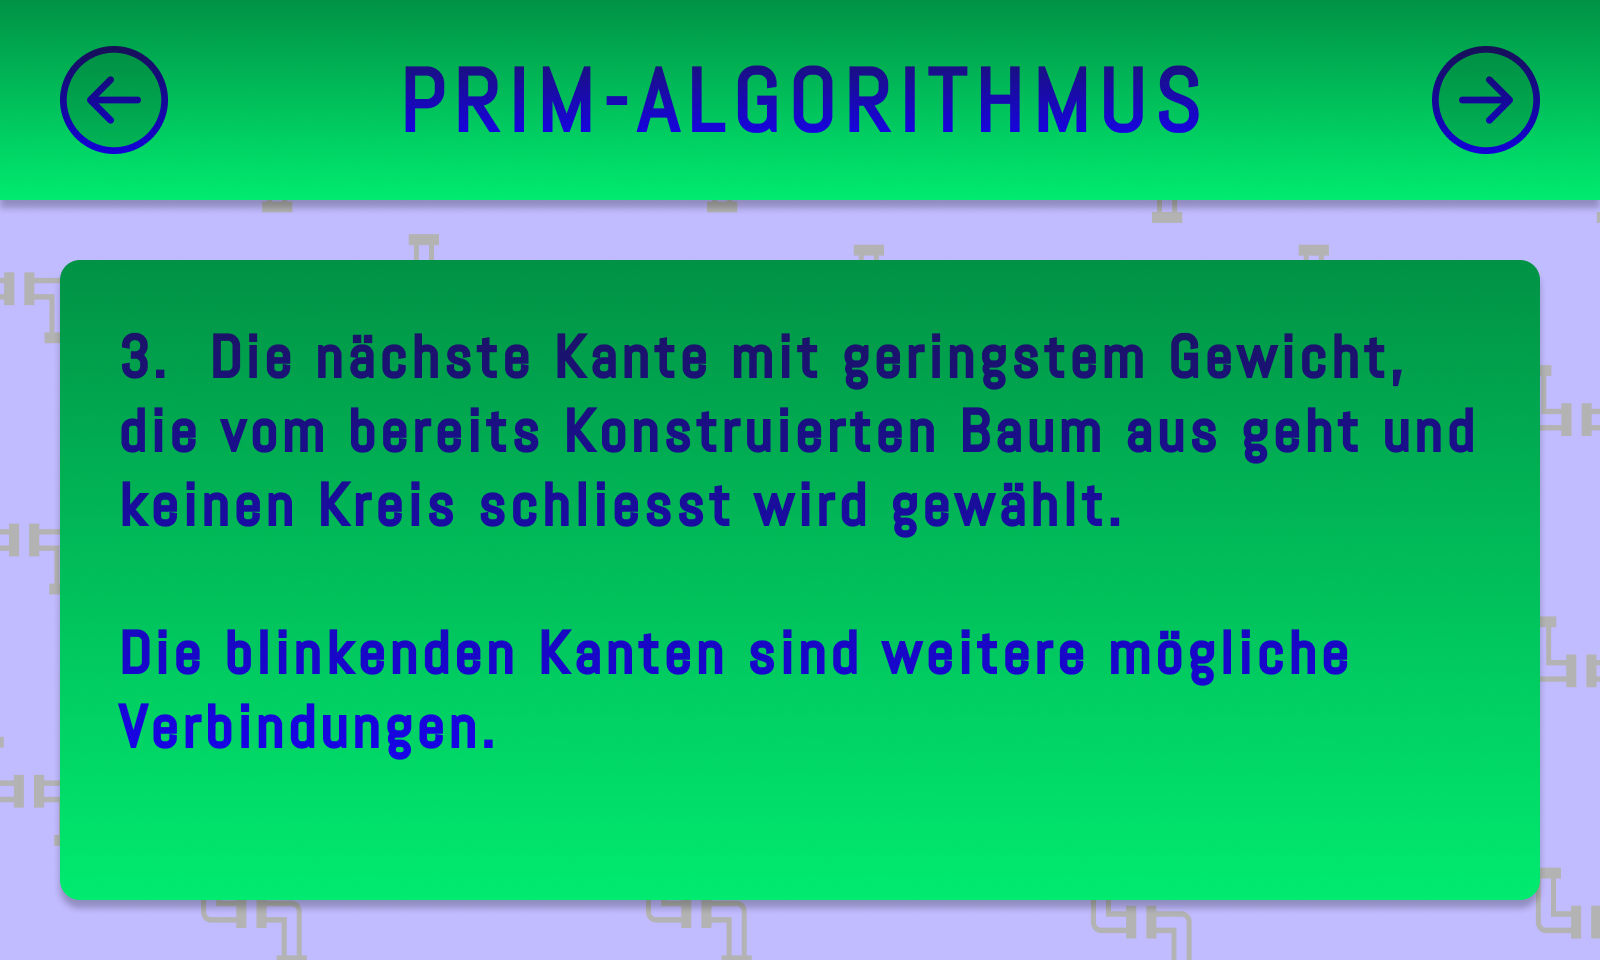 PRIM-ALGORITHMUS
3. Die nächste Kante mit geringstem Gewicht,
die vom bereits Konstruierten Baum aus geht und
keinen Kreis schliesst wird gewählt.
Die blinkenden Kanten sind weitere mögliche
Verbindungen.